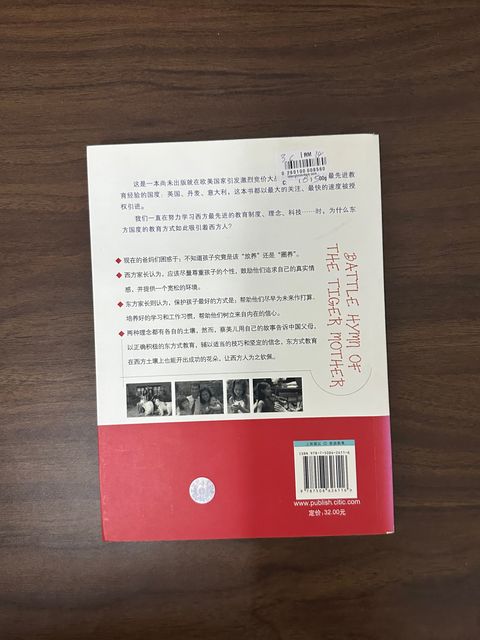 这是一本尚未出版就在欧美国家引发激烈竞价大
最先进教
育经验的国度：英国、丹麦、意大利，这本书都以最大的关注、最快的速度被
授权引进。
我们一直在努力学习西方最先进的教育制度、理念、科技……时，为什么东
方国度的教育方式如此吸引着西方人？
现在的爸妈们困惑于：不知道孩子究竟是该“放养”还是“圈养”。
西方家长认为，应该尽量尊重孩子的个性，鼓励他们追求自己的真实情
感，并提供一个宽松的环境。
东方家长则认为，保护孩子最好的方式是：帮助他们尽早为未来作打算，
培养好的学习和工作习惯，帮助他们树立来自内在的信心。
两种理念都有各自的土壤，然而，蔡美儿用自己的故事告诉中国父母，
以正确积极的东方式教育，辅以适当的技巧和坚定的信念，东方式教育
在西方土壤上也能开出成功的花朵，让西方人为之钦佩。
BATTLE HYMN OF
THE TIGER MOTHER
ISBN 978-7-5086-2611-6
9 787508 626116 >
www.publish.citic.com
定价：32.00元